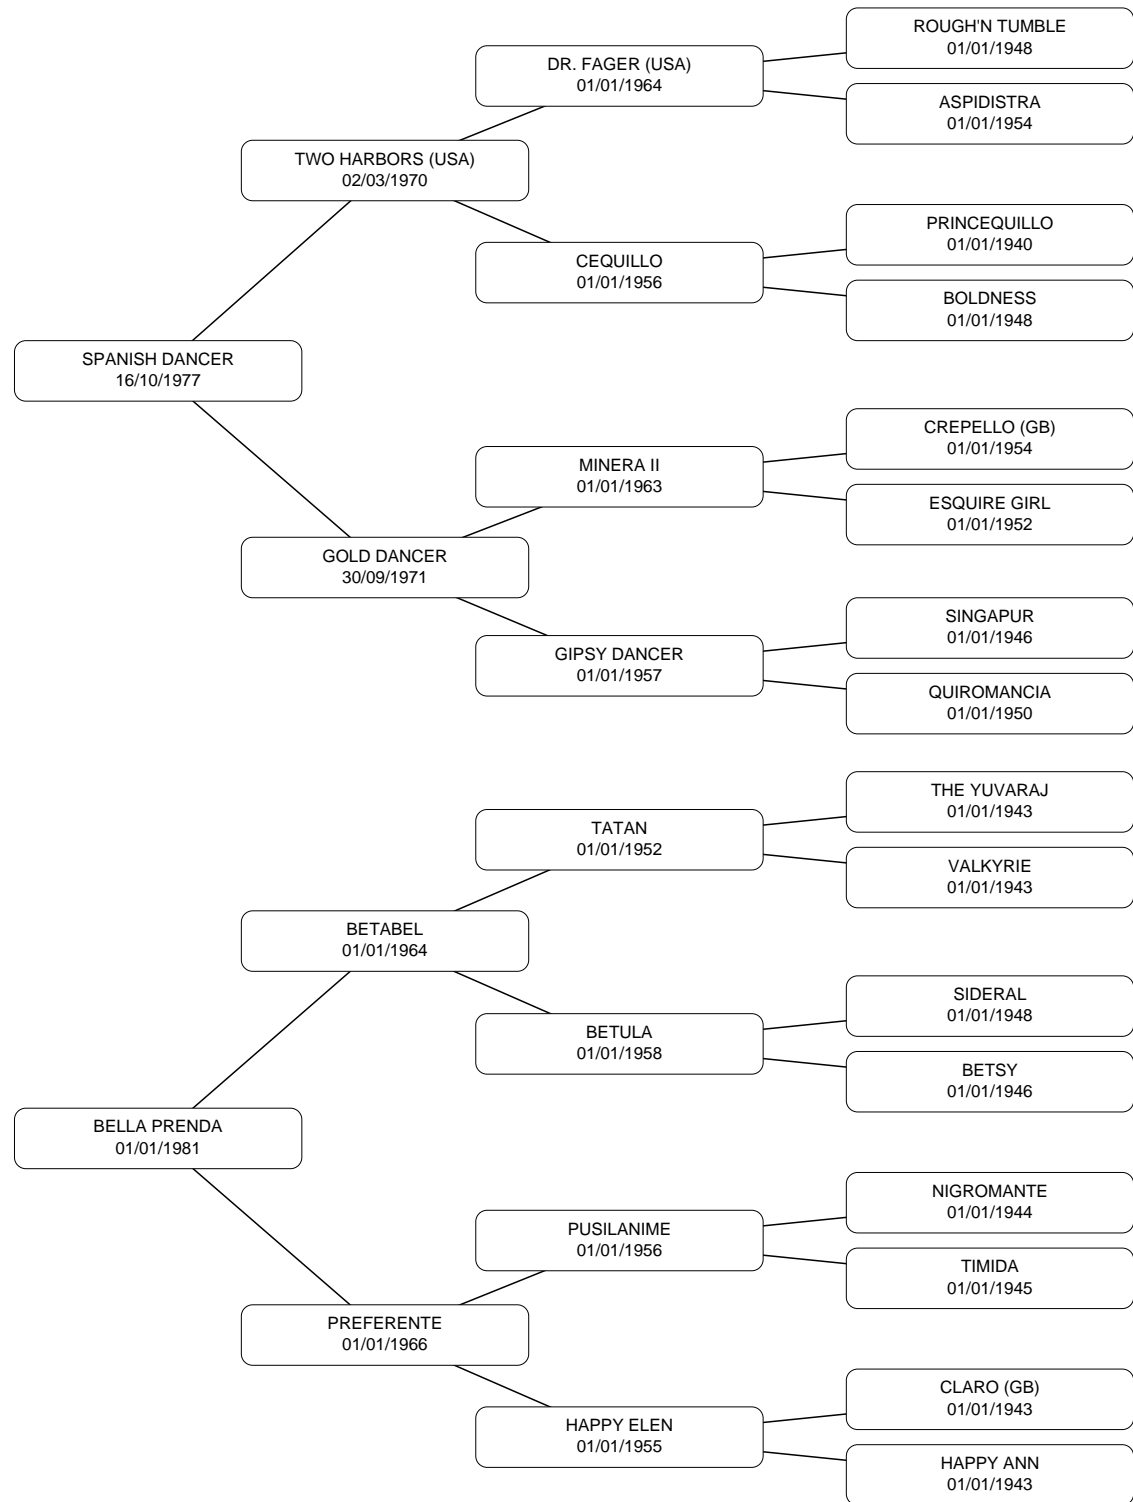 ROUGH'N TUMBLE
01/01/1948
DR. FAGER (USA)
01/01/1964
ASPIDISTRA
01/01/1954
TWO HARBORS (USA)
02/03/1970
PRINCEQUILLO
01/01/1940
CEQUILLO
01/01/1956
BOLDNESS
01/01/1948
SPANISH DANCER
16/10/1977
CREPELLO (GB)
01/01/1954
MINERA II
01/01/1963
ESQUIRE GIRL
01/01/1952
GOLD DANCER
30/09/1971
SINGAPUR
01/01/1946
GIPSY DANCER
01/01/1957
QUIROMANCIA
01/01/1950
THE YUVARAJ
01/01/1943
TATAN
01/01/1952
VALKYRIE
01/01/1943
BETABEL
01/01/1964
SIDERAL
01/01/1948
BETULA
01/01/1958
BETSY
01/01/1946
BELLA PRENDA
01/01/1981
NIGROMANTE
01/01/1944
PUSILANIME
01/01/1956
TIMIDA
01/01/1945
PREFERENTE
01/01/1966
CLARO (GB)
01/01/1943
HAPPY ELEN
01/01/1955
HAPPY ANN
01/01/1943